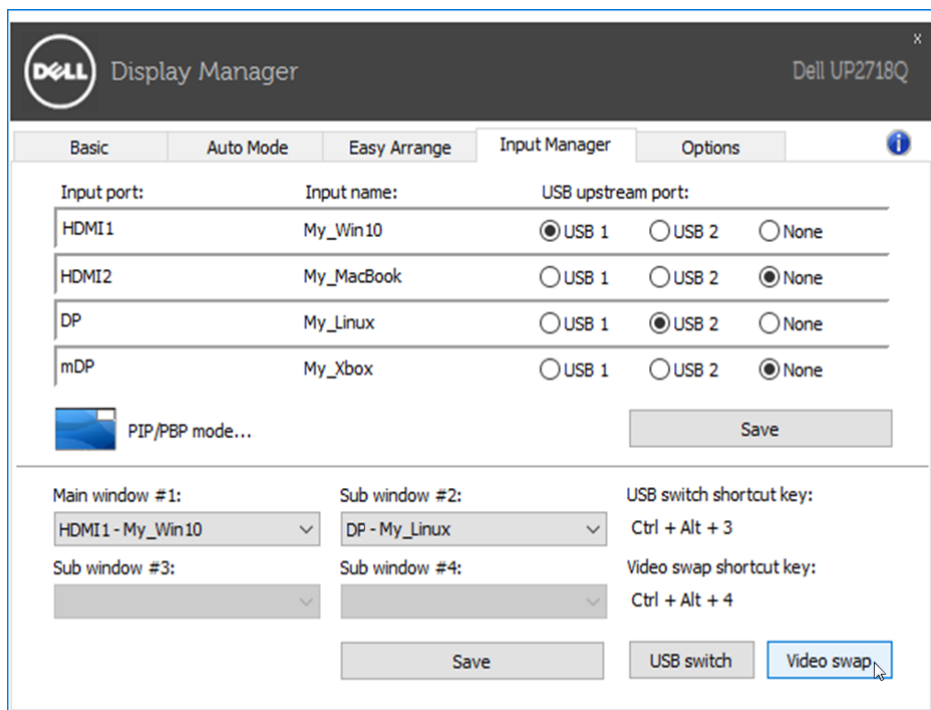 x
DELL Display Manager Dell UP2718Q
Basic Auto Mode Easy Arrange Input Manager Options i
Input port: Input name: USB upstream port:
HDMI1 My_Win10 USB 1 USB 2 None
HDMI2 My_MacBook USB 1 USB 2 None
DP My_Linux USB 1 USB 2 None
mDP My_Xbox USB 1 USB 2 None
PIP/PBP mode... Save
Main window #1: Sub window #2: USB switch shortcut key:
HDMI1 - My_Win10 DP - My_Linux Ctrl + Alt + 3
Sub window #3: Sub window #4: Video swap shortcut key:
Ctrl + Alt + 4
Save USB switch Video swap